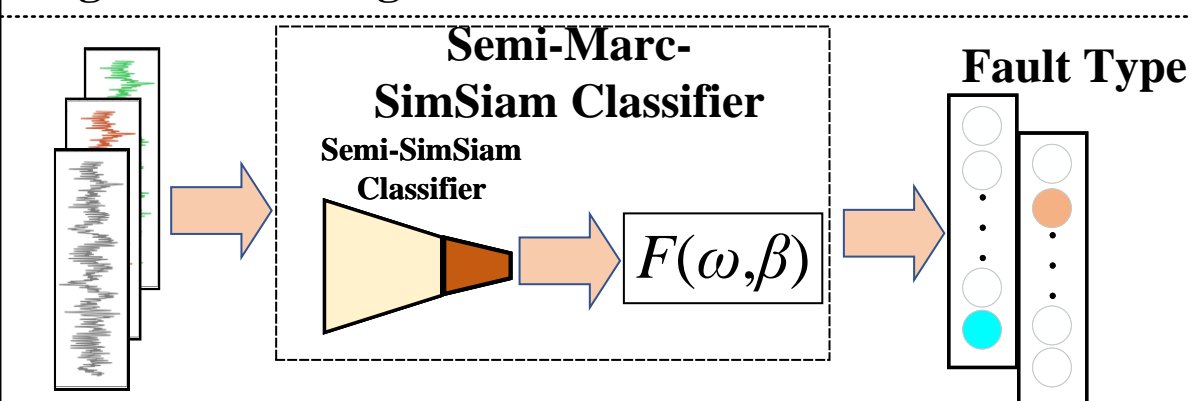 Semi-Marc-
SimSiam Classifier
Fault Type
Semi-SimSiam
Classifier
F(ω,β)